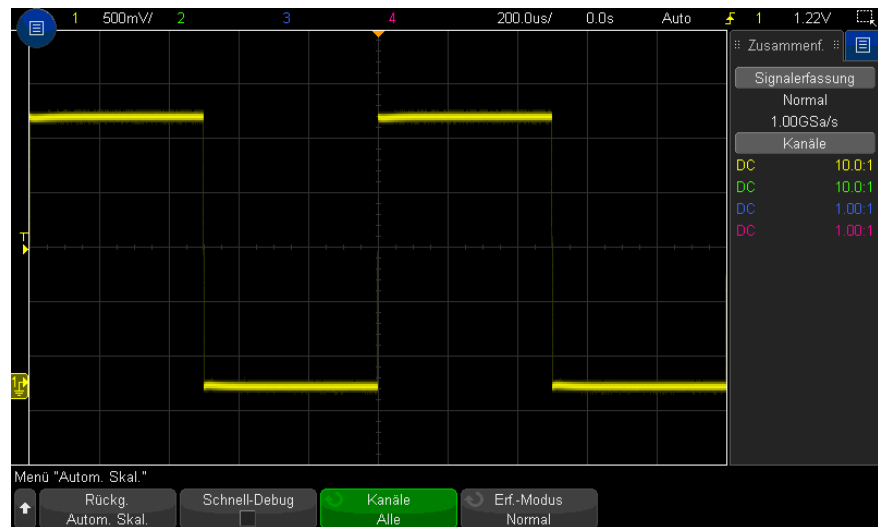 1 500mV/ 2 3 4 200.0us/ 0.0s Auto 1 1.22V
Zusammenf.
Signalerfassung
Normal
1.00GSa/s
Kanäle
DC 10.0:1
DC 10.0:1
DC 1.00:1
DC 1.00:1
T
1
Menü "Autom. Skal."
Rückg. Autom. Skal.
Schnell-Debug
Kanäle Alle
Erf.-Modus Normal